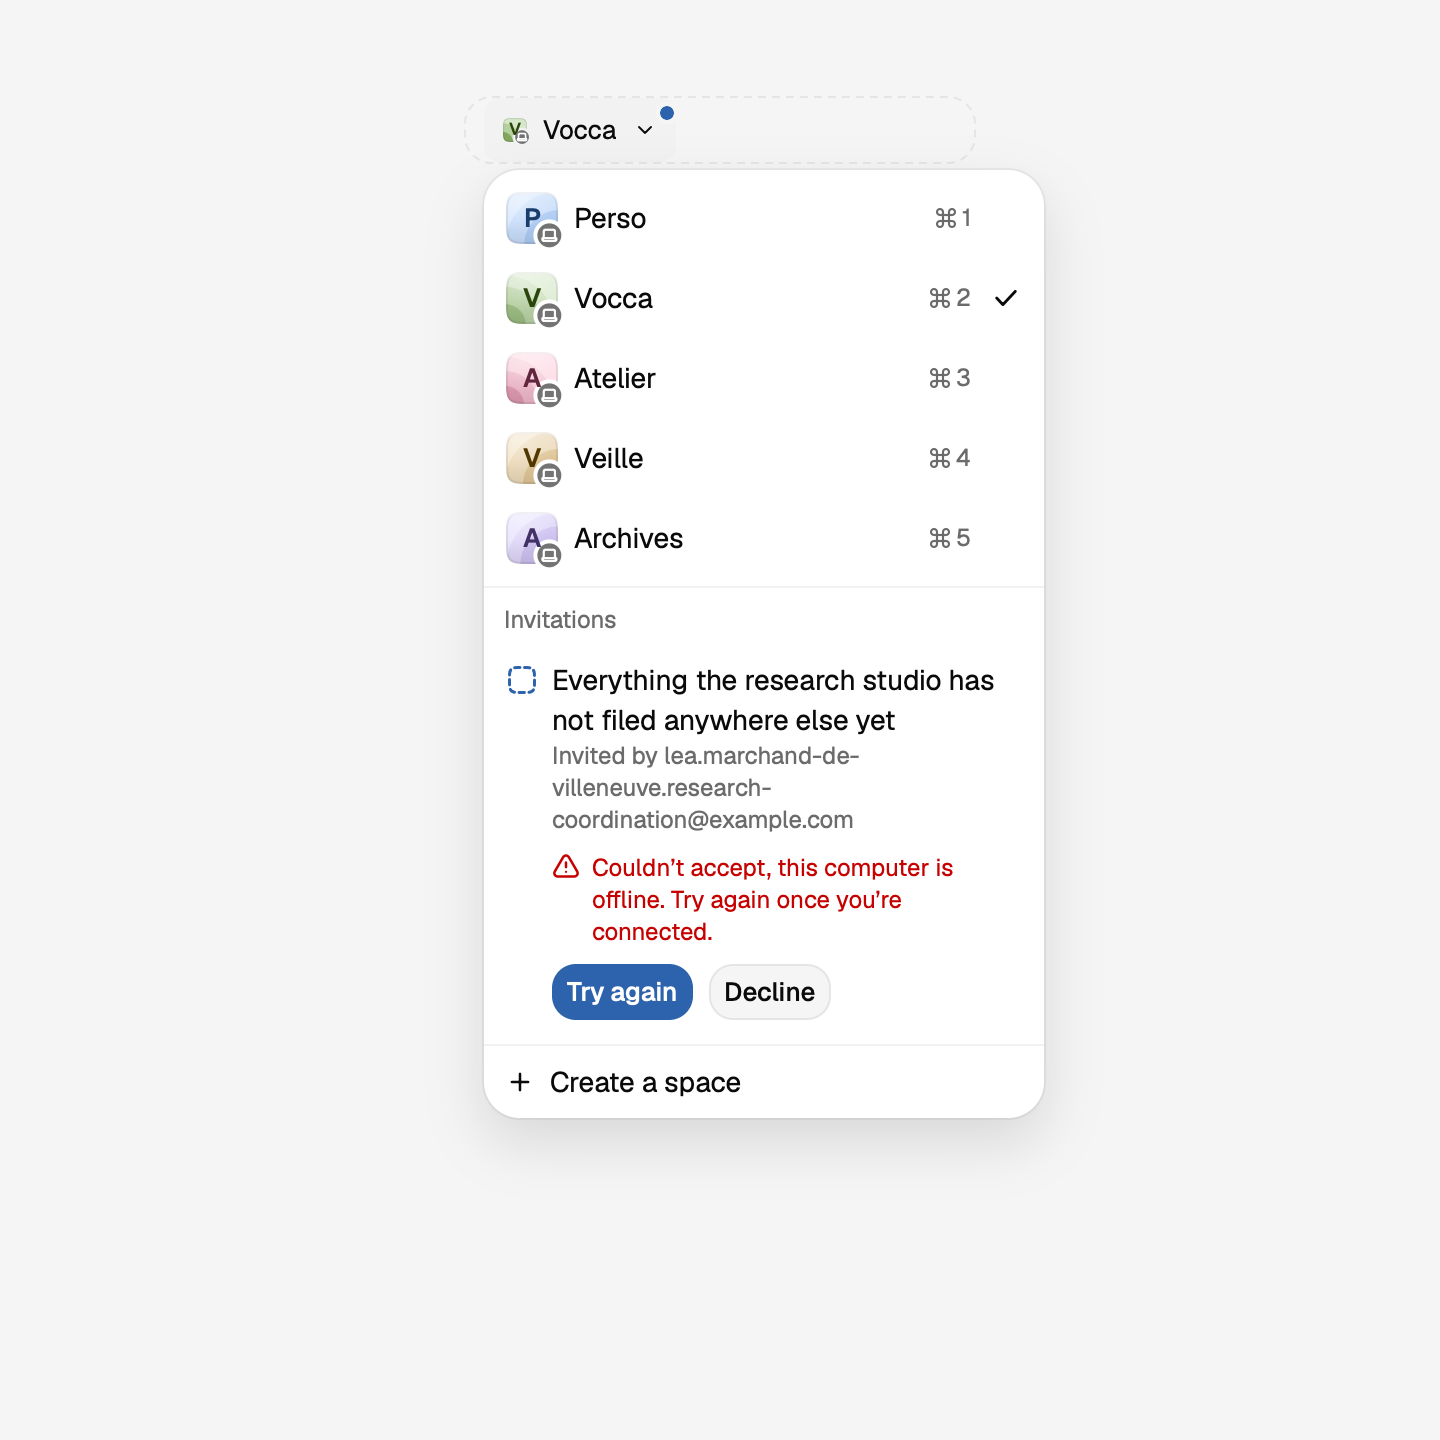 V Vocca
P Perso ⌘1
V Vocca ⌘2
A Atelier ⌘3
V Veille ⌘4
A Archives ⌘5
Invitations
Everything the research studio has
not filed anywhere else yet
Invited by lea.marchand-de-
villeneuve.research-
coordination@example.com
Couldn’t accept, this computer is
offline. Try again once you’re
connected.
Try again Decline
+ Create a space